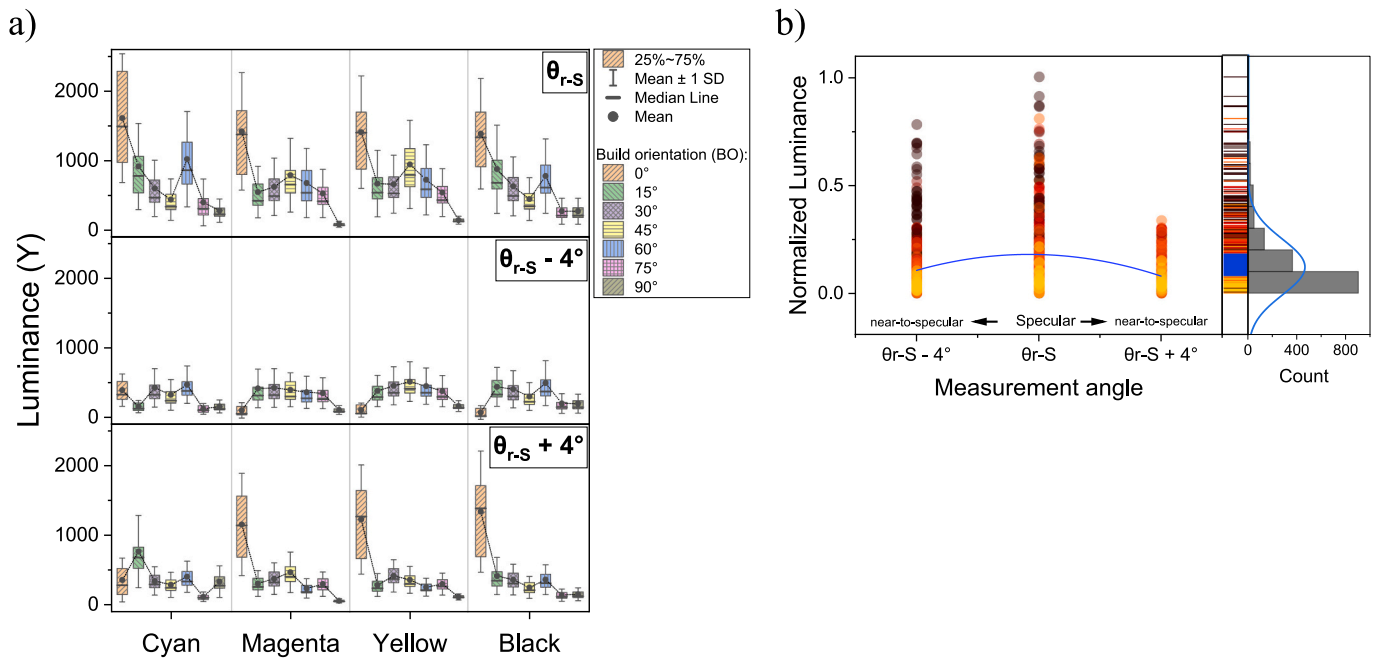 a)
Luminance (Y)
2000
1000
0
2000
1000
0
2000
1000
0
θr-S
θr-S - 4°
θr-S + 4°
Cyan
Magenta
Yellow
Black
25%~75%
Mean ± 1 SD
Median Line
Mean
Build orientation (BO):
0°
15°
30°
45°
60°
75°
90°
b)
Normalized Luminance
1.0
0.5
0.0
near-to-specular
Specular
near-to-specular
θr-S - 4°
θr-S
θr-S + 4°
Measurement angle
0
400
800
Count